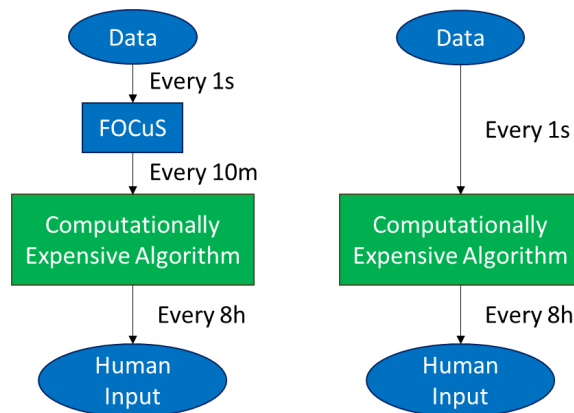 Data
Every 1s
FOCuS
Every 10m
Computationally
Expensive Algorithm
Every 8h
Human
Input
Data
Every 1s
Computationally
Expensive Algorithm
Every 8h
Human
Input